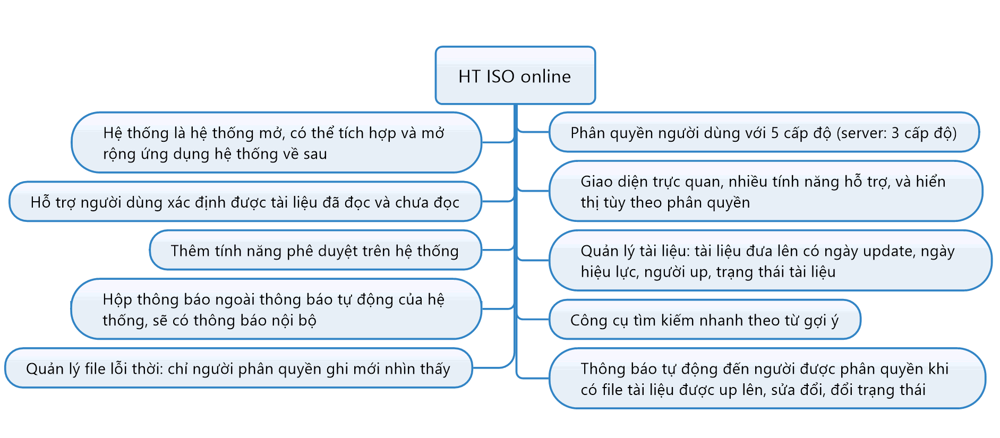 HT ISO online
Hệ thống là hệ thống mở, có thể tích hợp và mở
rộng ứng dụng hệ thống về sau
Hỗ trợ người dùng xác định được tài liệu đã đọc và chưa đọc
Thêm tính năng phê duyệt trên hệ thống
Hộp thông báo ngoài thông báo tự động của hệ
thống, sẽ có thông báo nội bộ
Quản lý file lỗi thời: chỉ người phân quyền ghi mới nhìn thấy
Phân quyền người dùng với 5 cấp độ (server: 3 cấp độ)
Giao diện trực quan, nhiều tính năng hỗ trợ, và hiển
thị tùy theo phân quyền
Quản lý tài liệu: tài liệu đưa lên có ngày update, ngày
hiệu lực, người up, trạng thái tài liệu
Công cụ tìm kiếm nhanh theo từ gợi ý
Thông báo tự động đến người được phân quyền khi
có file tài liệu được up lên, sửa đổi, đổi trạng thái